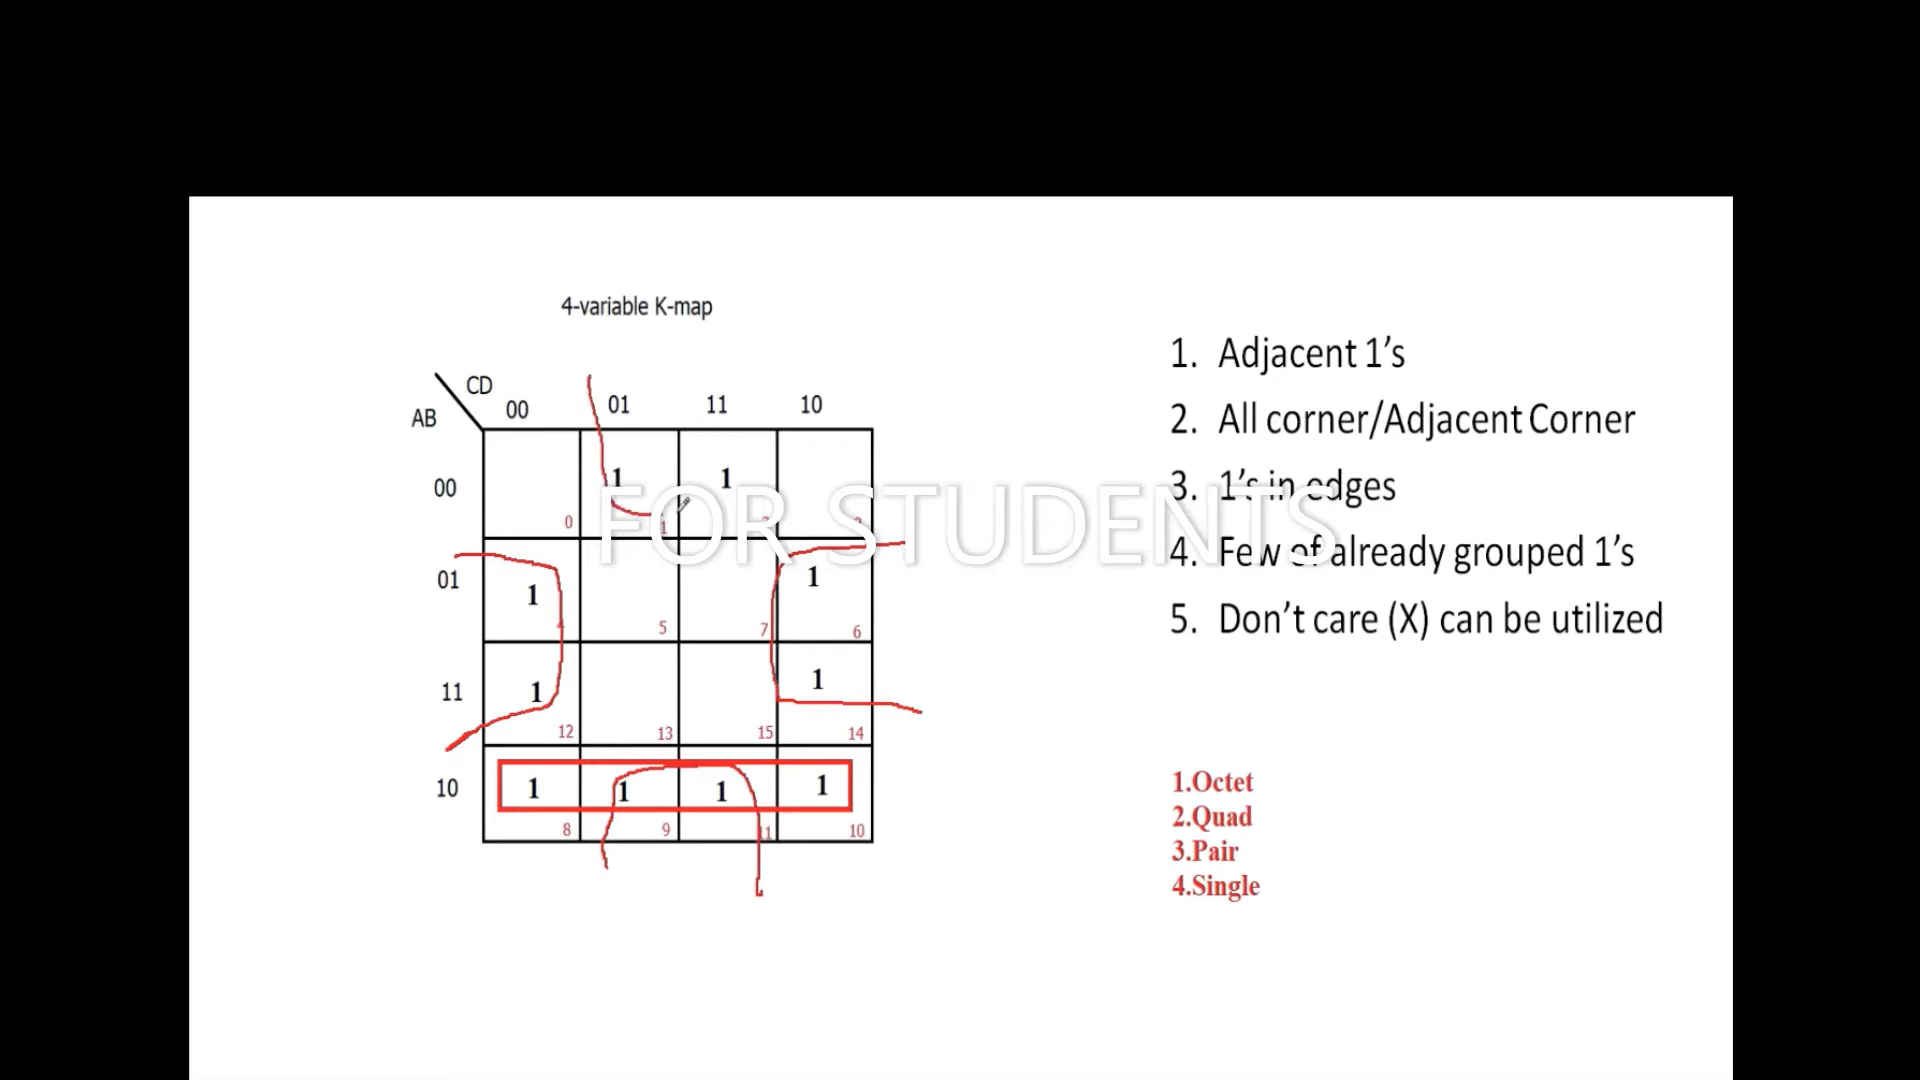 4-variable K-map
CD
AB
00 01 11 10
00 1 1
0 1
FOR STUDENTS
01 1 1
5 7 6
11 1 1
12 13 15 14
10 1 1 1 1
8 9 11 10
1. Adjacent 1’s
2. All corner/Adjacent Corner
3. 1’s in edges
4. Few of already grouped 1’s
5. Don’t care (X) can be utilized
1.Octet
2.Quad
3.Pair
4.Single